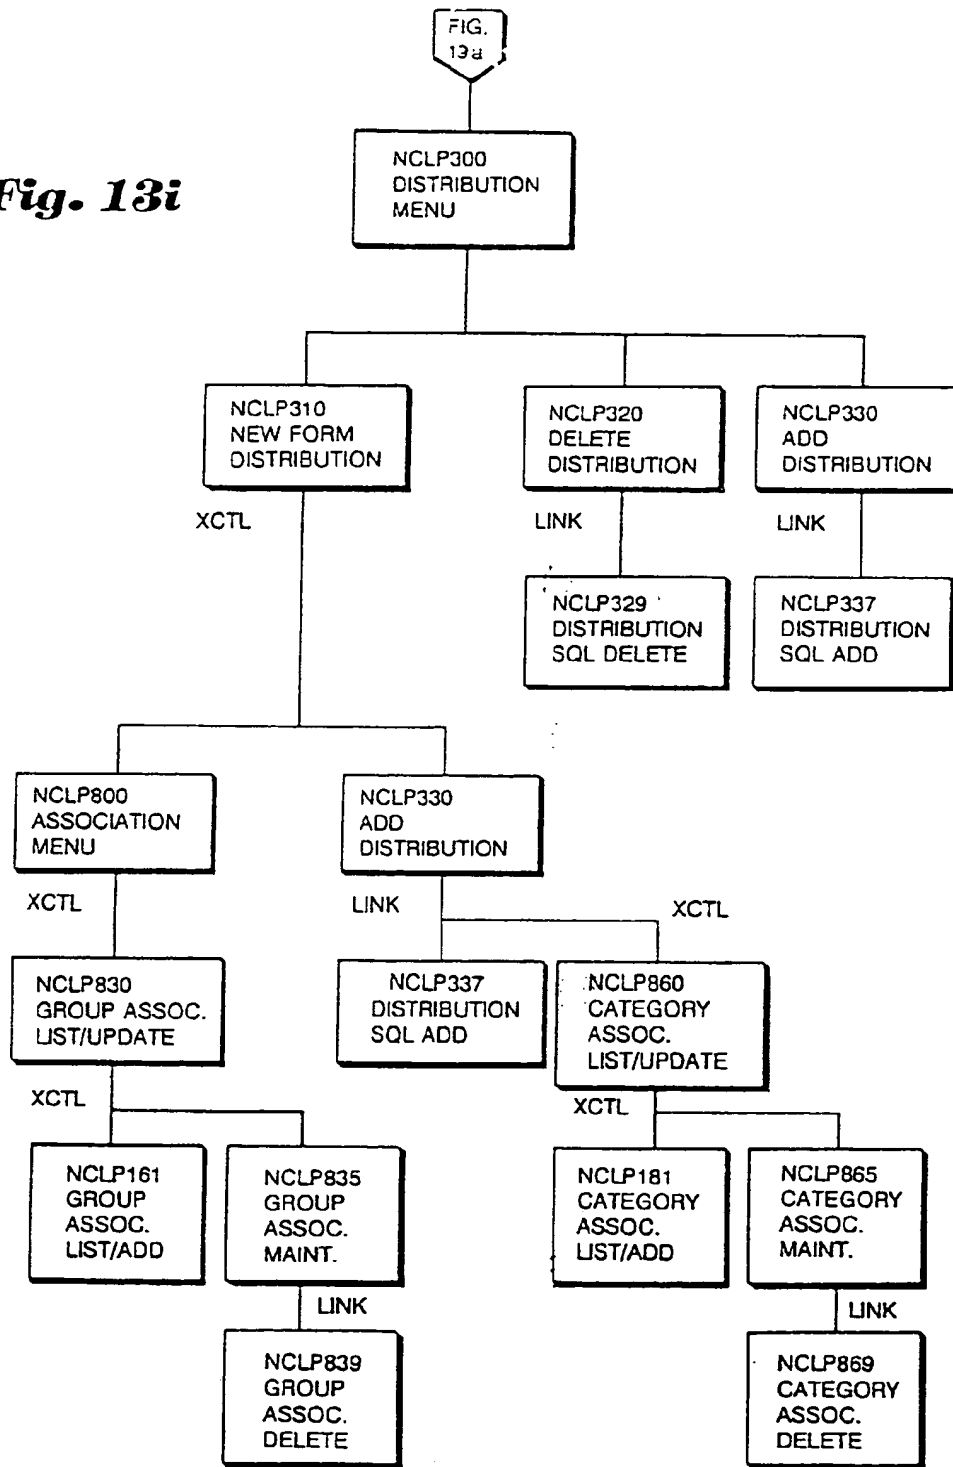 FIG.
13a
Fig. 13i
NCLP300
DISTRIBUTION
MENU
NCLP310
NEW FORM
DISTRIBUTION
NCLP320
DELETE
DISTRIBUTION
NCLP330
ADD
DISTRIBUTION
XCTL
LINK
LINK
NCLP329
DISTRIBUTION
SQL DELETE
NCLP337
DISTRIBUTION
SQL ADD
NCLP800
ASSOCIATION
MENU
NCLP330
ADD
DISTRIBUTION
XCTL
LINK
XCTL
NCLP830
GROUP ASSOC.
LIST/UPDATE
NCLP337
DISTRIBUTION
SQL ADD
NCLP860
CATEGORY
ASSOC.
LIST/UPDATE
XCTL
XCTL
NCLP161
GROUP
ASSOC.
LIST/ADD
NCLP835
GROUP
ASSOC.
MAINT.
NCLP181
CATEGORY
ASSOC.
LIST/ADD
NCLP865
CATEGORY
ASSOC.
MAINT.
LINK
LINK
NCLP839
GROUP
ASSOC.
DELETE
NCLP869
CATEGORY
ASSOC.
DELETE